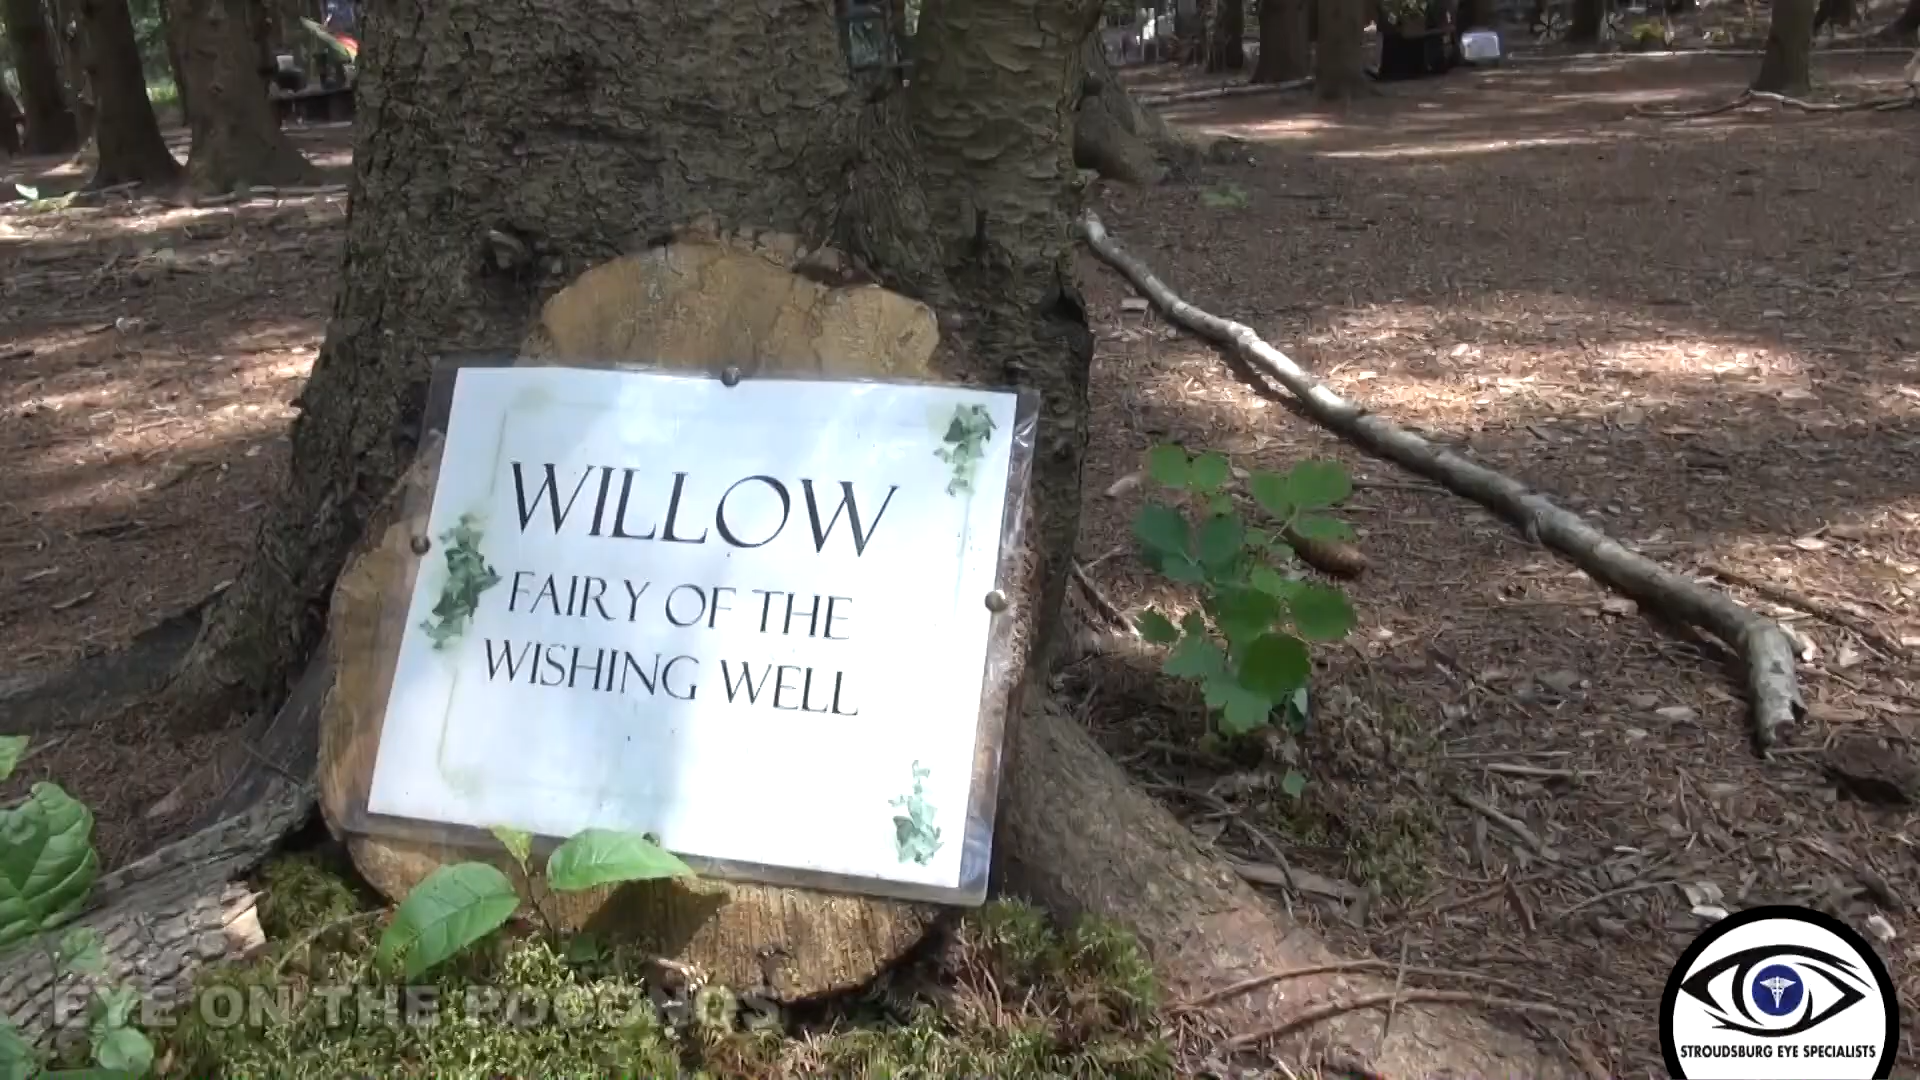 WILLOW
FAIRY OF THE
WISHING WELL
EYE ON THE POCONOS
STROUDSBURG EYE SPECIALISTS